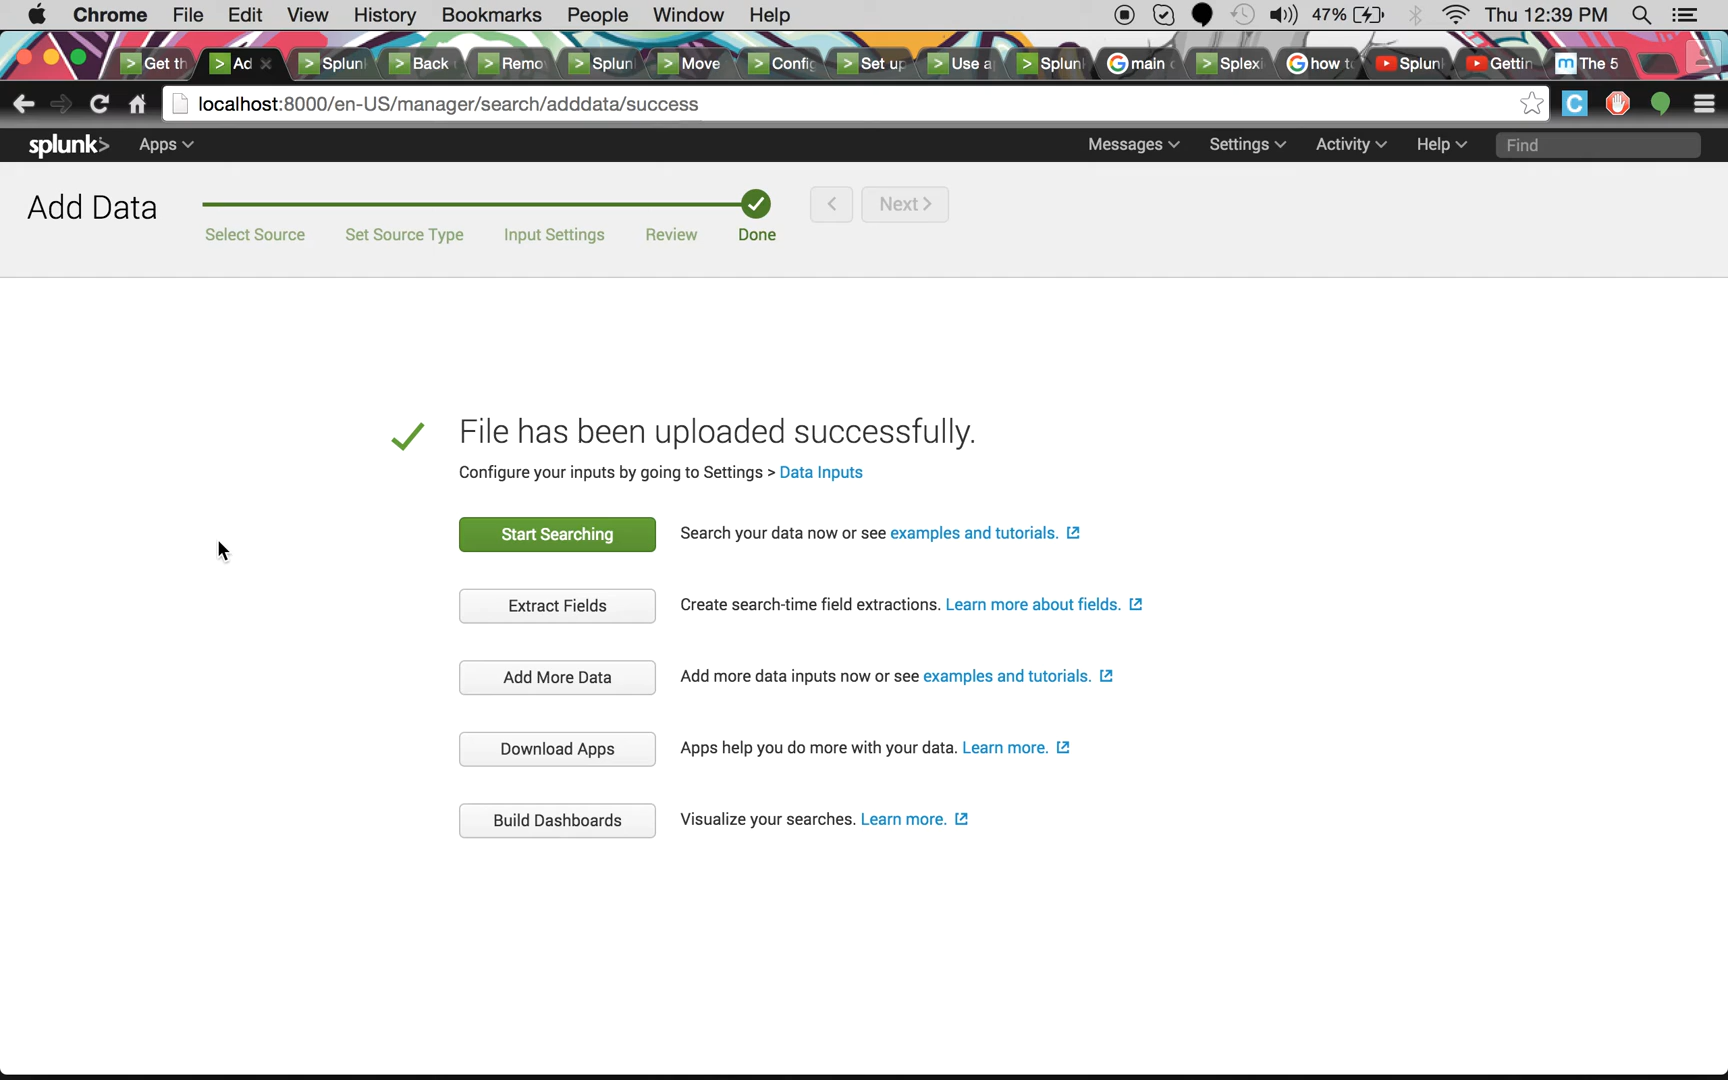 Chrome File Edit View History Bookmarks People Window Help 47% Thu 12:39 PM
Get th Ad Splun Back Remo Splun Move Config Set up Use a Splun main Splexi how to Splun Gettin The 5
localhost:8000/en-US/manager/search/adddata/success
splunk> Apps Messages Settings Activity Help Find
Add Data < Next >
Select Source Set Source Type Input Settings Review Done
File has been uploaded successfully.
Configure your inputs by going to Settings > Data Inputs
Start Searching Search your data now or see examples and tutorials.
Extract Fields Create search-time field extractions. Learn more about fields.
Add More Data Add more data inputs now or see examples and tutorials.
Download Apps Apps help you do more with your data. Learn more.
Build Dashboards Visualize your searches. Learn more.